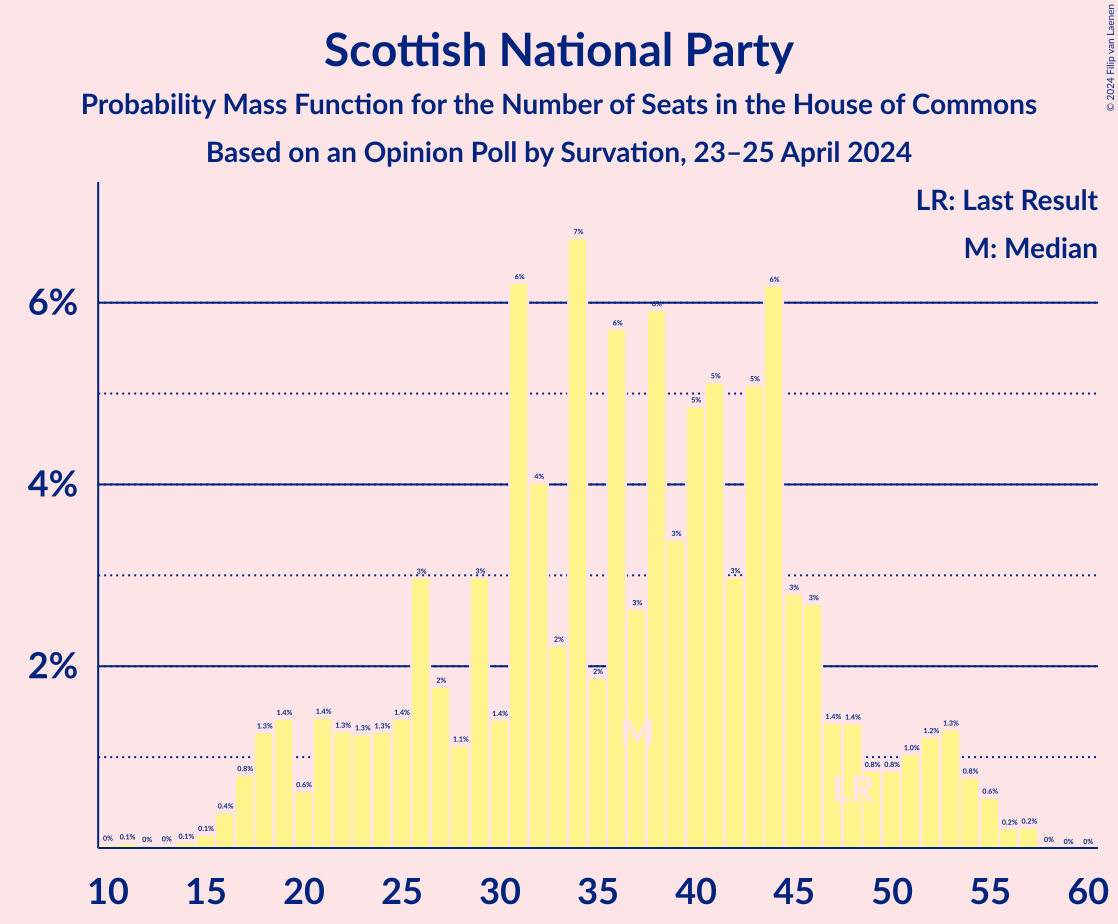 Scottish National Party
Probability Mass Function for the Number of Seats in the House of Commons
Based on an Opinion Poll by Survation, 23–25 April 2024
© 2024 Filip van Laenen
LR: Last Result
M: Median
6%
4%
2%
0% 0.1% 0% 0% 0.1% 0.1% 0.4% 0.8% 1.3% 1.4% 0.6% 1.4% 1.3% 1.3% 1.3% 1.4% 3% 2% 1.1% 3% 1.4% 6% 4% 2% 7% 2% 6% 3% 6% 3% 5% 5% 3% 5% 6% 3% 3% 1.4% 1.4% 0.8% 0.8% 1.0% 1.2% 1.3% 0.8% 0.6% 0.2% 0.2% 0% 0% 0%
M
LR
10 15 20 25 30 35 40 45 50 55 60